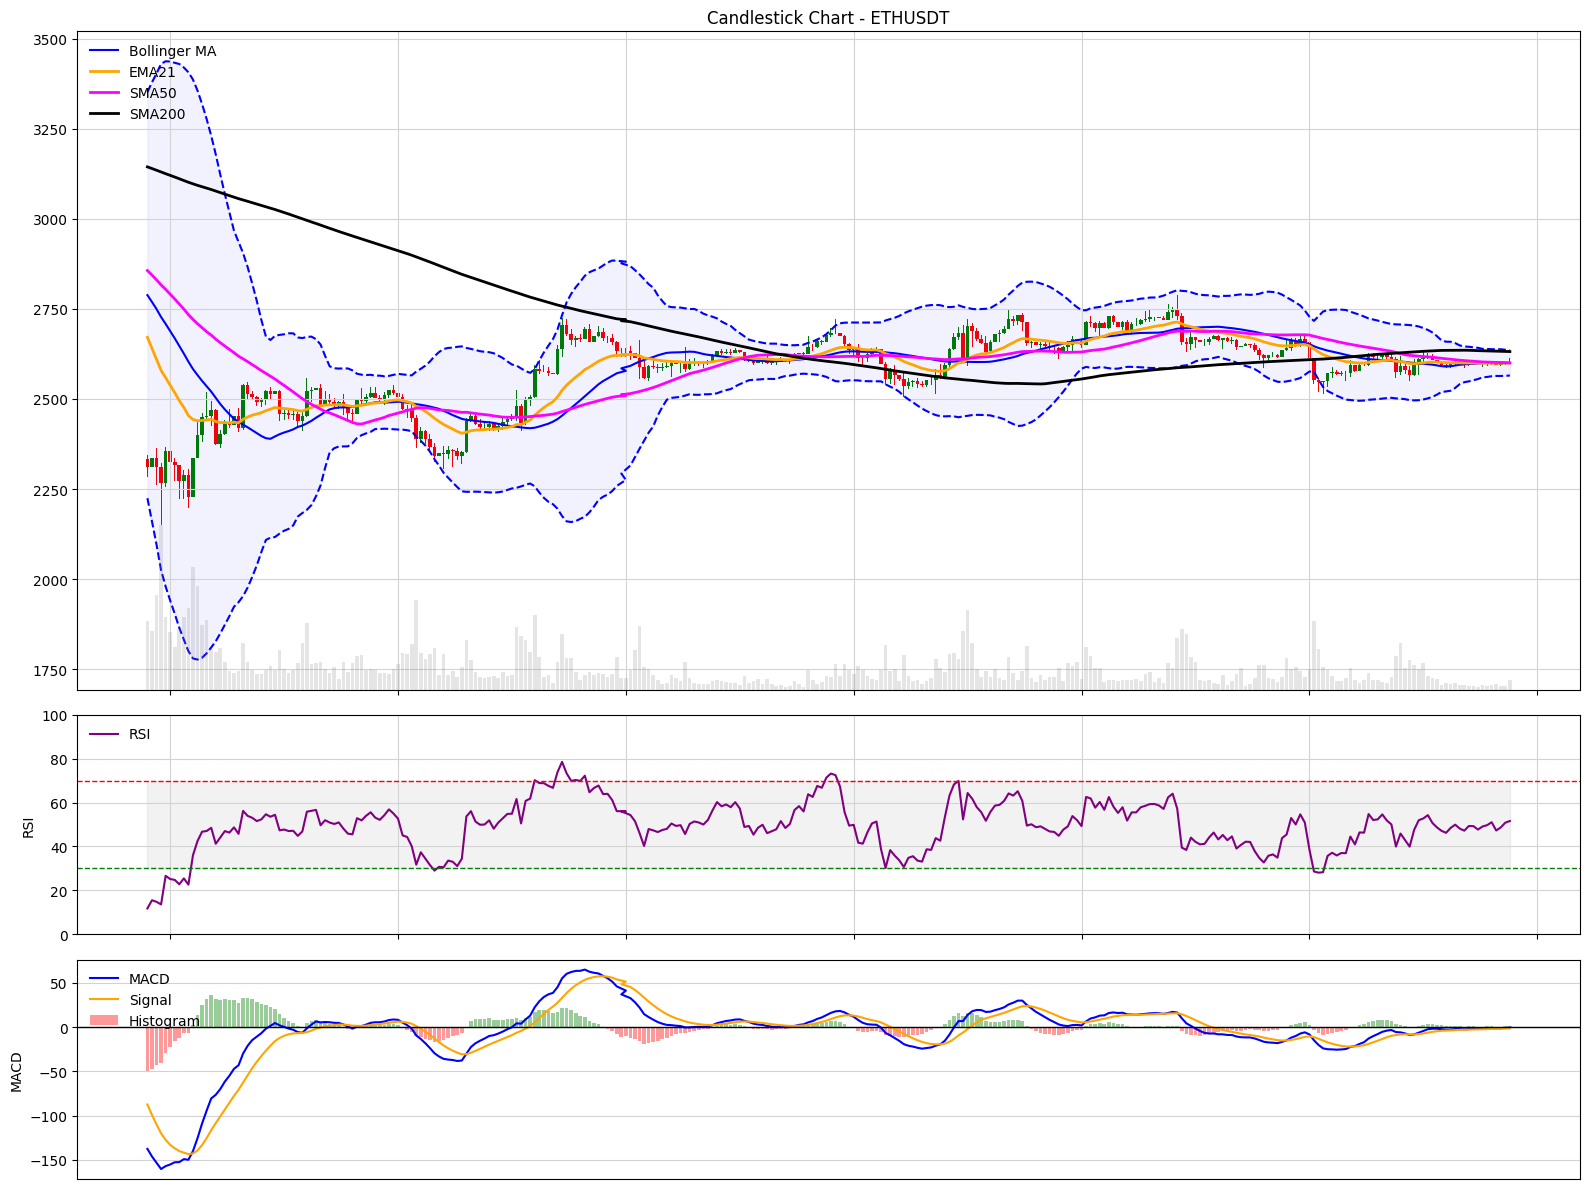 Candlestick Chart - ETHUSDT
3500
3250
3000
2750
2500
2250
2000
1750
Bollinger MA
EMA21
SMA50
SMA200
100
80
60
40
20
0
RSI
RSI
50
0
−50
−100
−150
MACD
MACD
Signal
Histogram